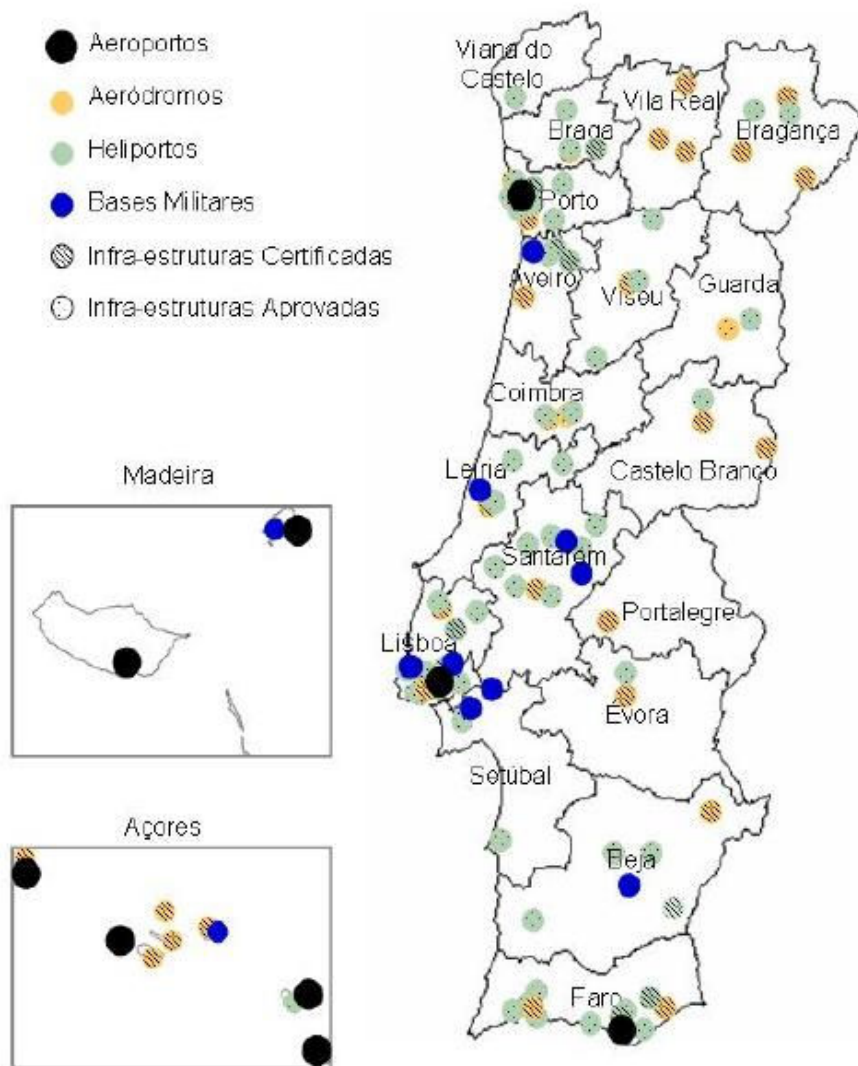 Aeroportos
Aeródromos
Heliportos
Bases Militares
Infra-estruturas Certificadas
Infra-estruturas Aprovadas
Viana do
Castelo
Braga
Vila Real
Bragança
Porto
Aveiro
Viseu
Guarda
Coimbra
Leiria
Castelo Branco
Santarém
Portalegre
Lisboa
Évora
Setúbal
Beja
Faro
Madeira
Açores